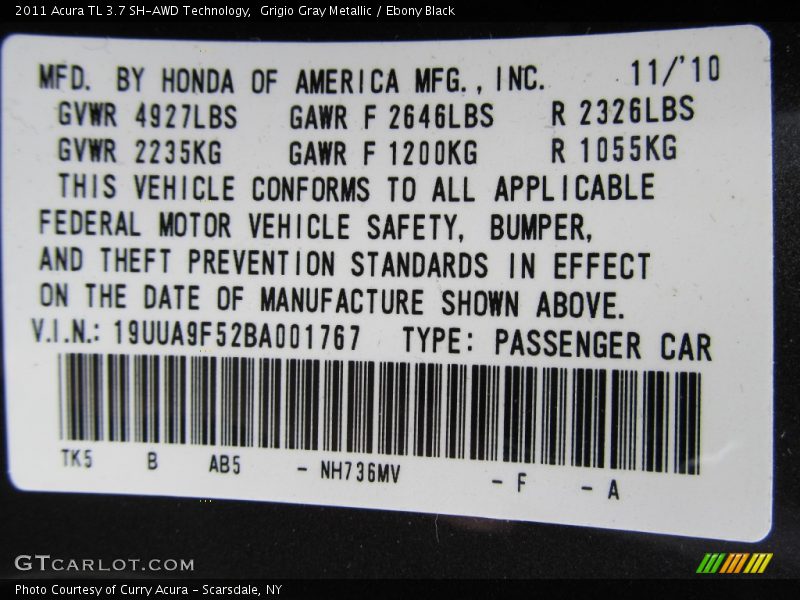 2011 Acura TL 3.7 SH-AWD Technology,  Grigio Gray Metallic / Ebony Black
MFD. BY HONDA OF AMERICA MFG., INC. 11/'10
GVWR 4927LBS GAWR F 2646LBS R 2326LBS
GVWR 2235KG GAWR F 1200KG R 1055KG
THIS VEHICLE CONFORMS TO ALL APPLICABLE
FEDERAL MOTOR VEHICLE SAFETY, BUMPER,
AND THEFT PREVENTION STANDARDS IN EFFECT
ON THE DATE OF MANUFACTURE SHOWN ABOVE.
V.I.N.: 19UUA9F52BA001767 TYPE: PASSENGER CAR
TK5 B AB5 - NH736MV - F - A
GTCARLOT.COM
Photo Courtesy of Curry Acura - Scarsdale, NY